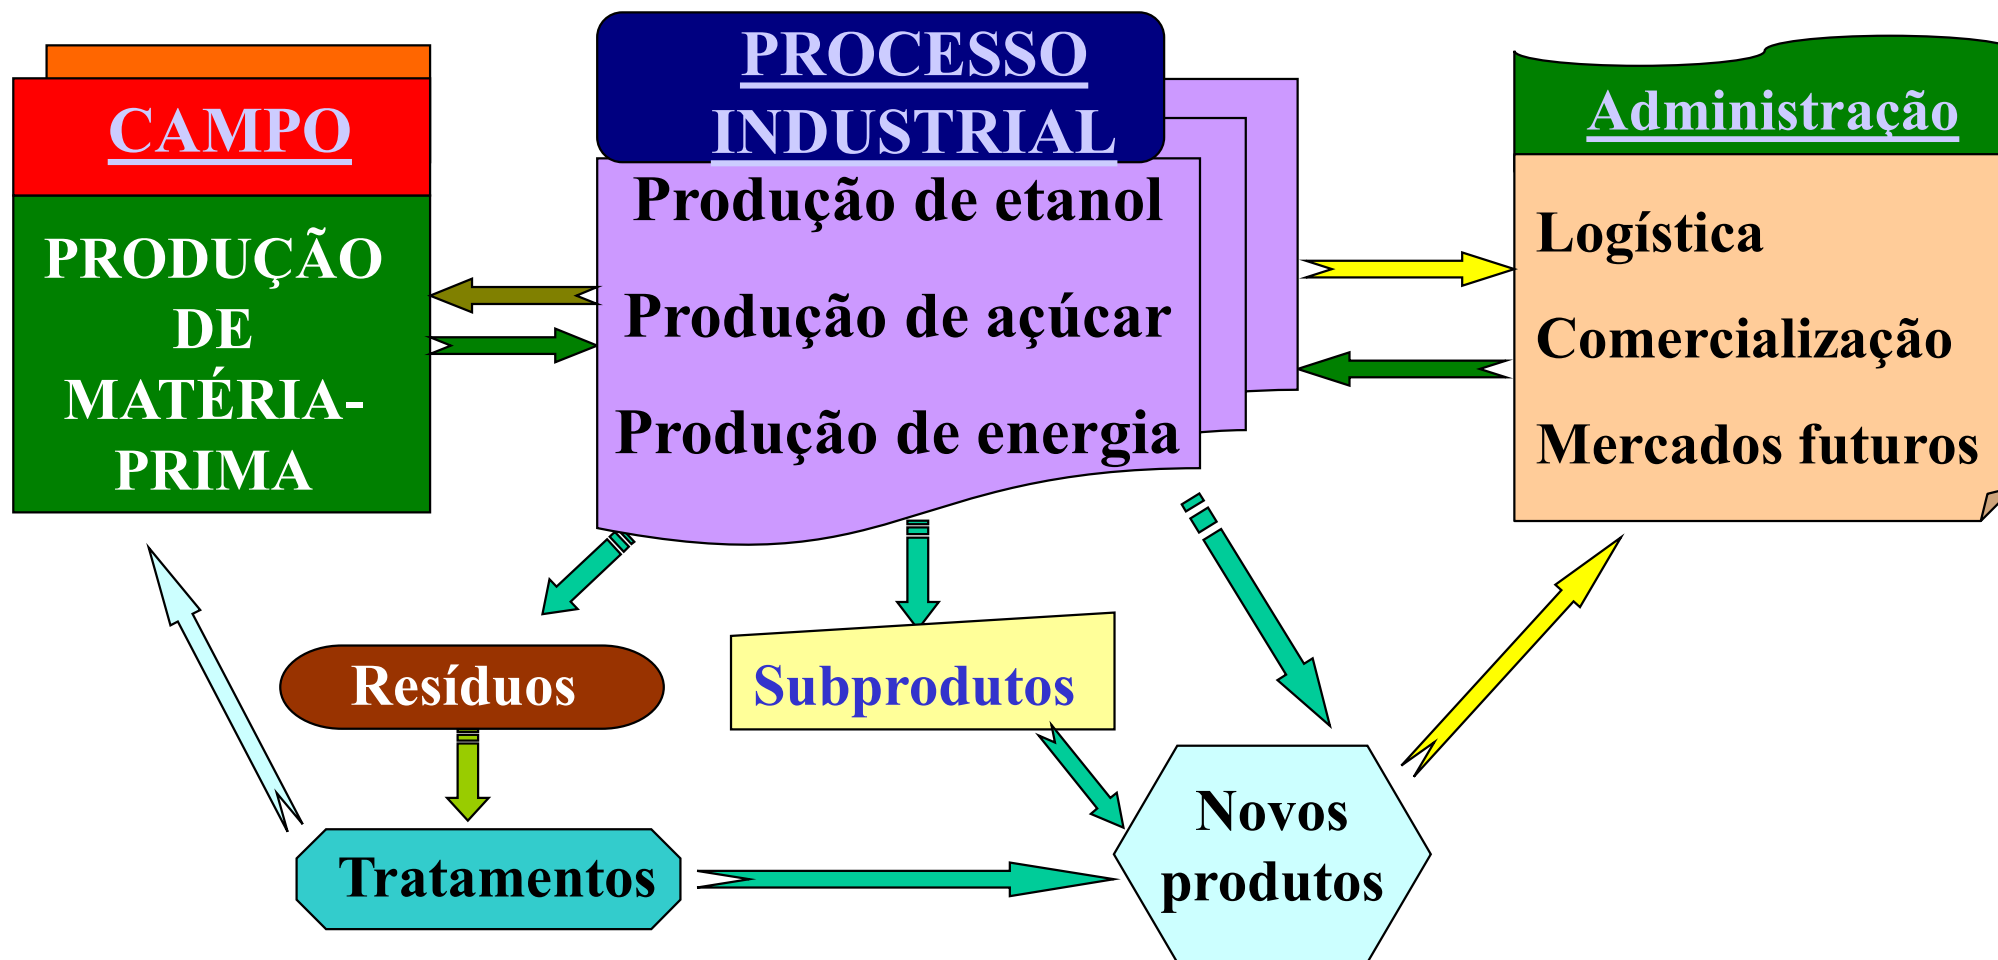 CAMPO
PRODUÇÃO
DE
MATÉRIA-
PRIMA
PROCESSO
INDUSTRIAL
Produção de etanol
Produção de açúcar
Produção de energia
Administração
Logística
Comercialização
Mercados futuros
Resíduos
Subprodutos
Tratamentos
Novos
produtos